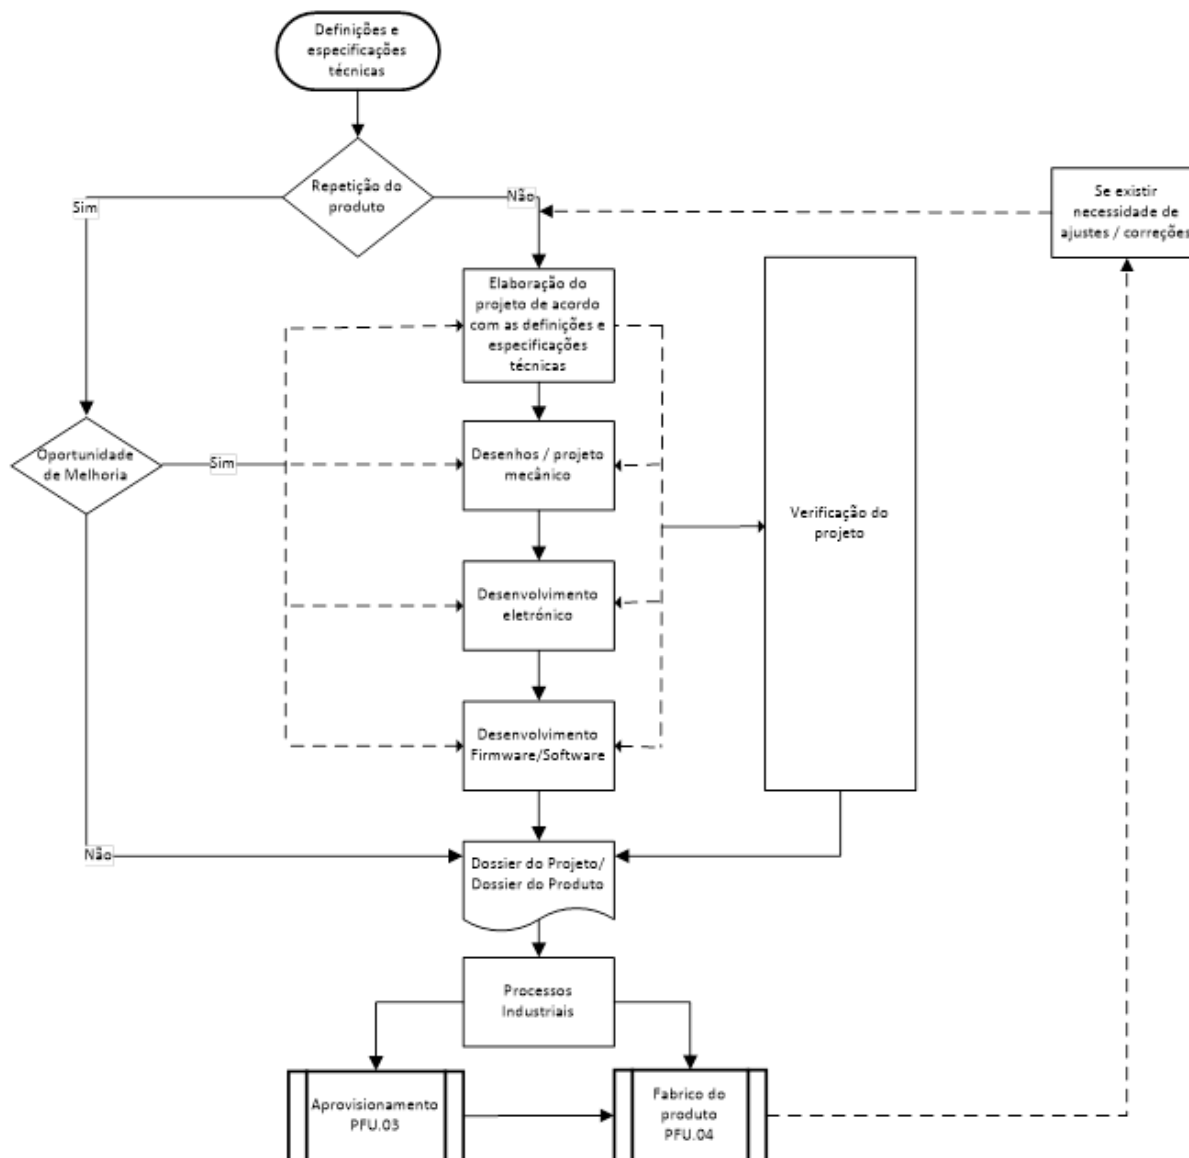 Definições e
especificações
técnicas
Repetição do
produto
Não
Sim
Se existir
necessidade de
ajustes / correções
Elaboração do
projeto de acordo
com as definições e
especificações
técnicas
Oportunidade
de Melhoria
Sim
Desenhos / projeto
mecânico
Verificação do
projeto
Desenvolvimento
eletrónico
Desenvolvimento
Firmware/Software
Não
Dossier do Projeto/
Dossier do Produto
Processos
Industriais
Aprovisionamento
PFU.03
Fabrico do
produto
PFU.04